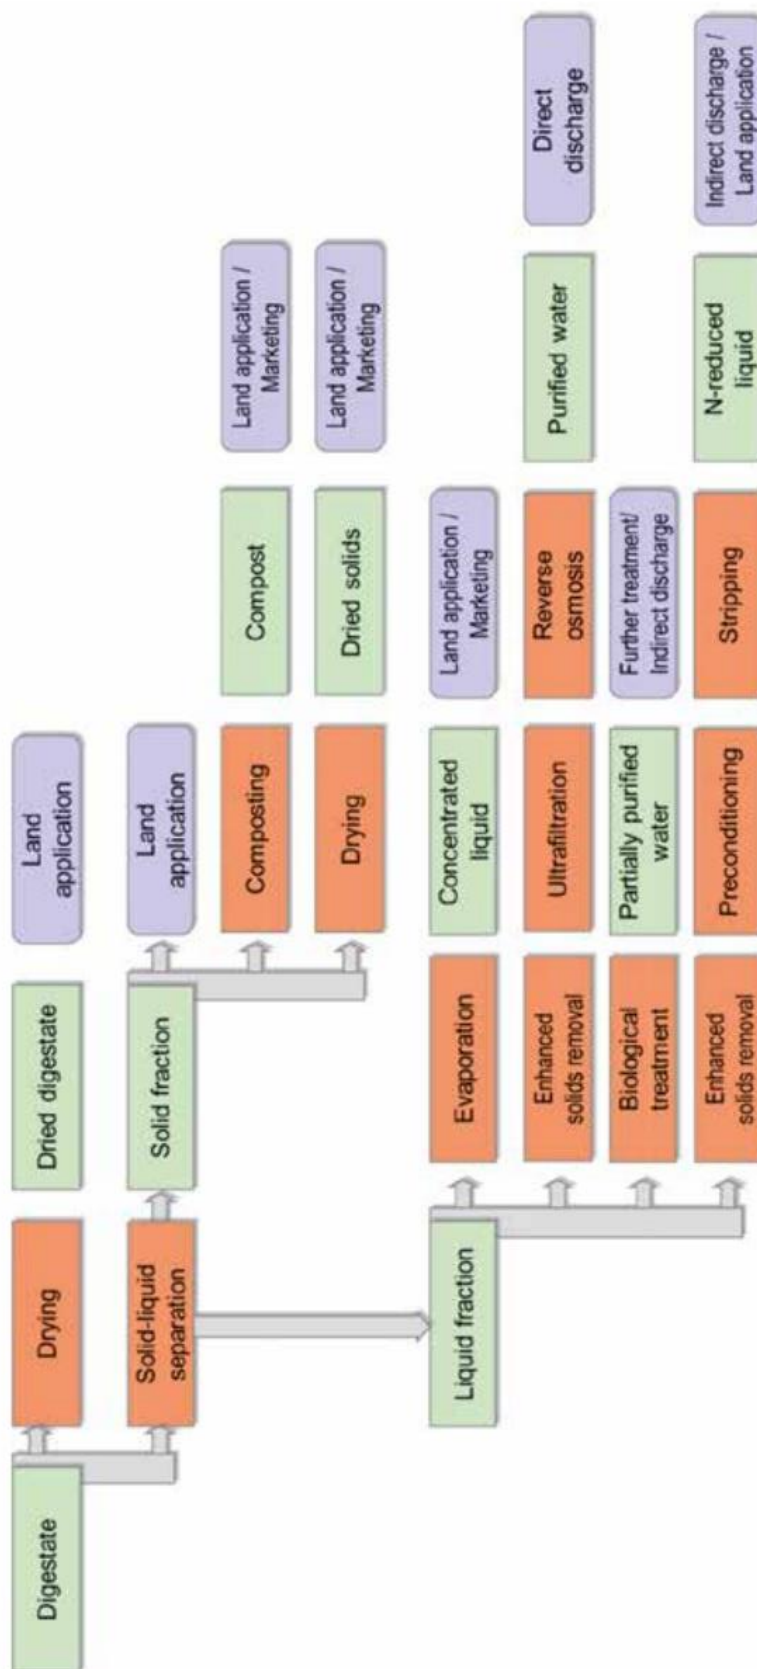 Digestate
Drying
Dried digestate
Land
application
Solid-liquid
separation
Solid fraction
Land
application
Composting
Compost
Land application /
Marketing
Drying
Dried solids
Land application /
Marketing
Liquid fraction
Evaporation
Concentrated
liquid
Land application /
Marketing
Enhanced
solids removal
Ultrafiltration
Reverse
osmosis
Purified water
Direct
discharge
Biological
treatment
Partially purified
water
Further treatment/
Indirect discharge
Enhanced
solids removal
Preconditioning
Stripping
N-reduced
liquid
Indirect discharge /
Land application